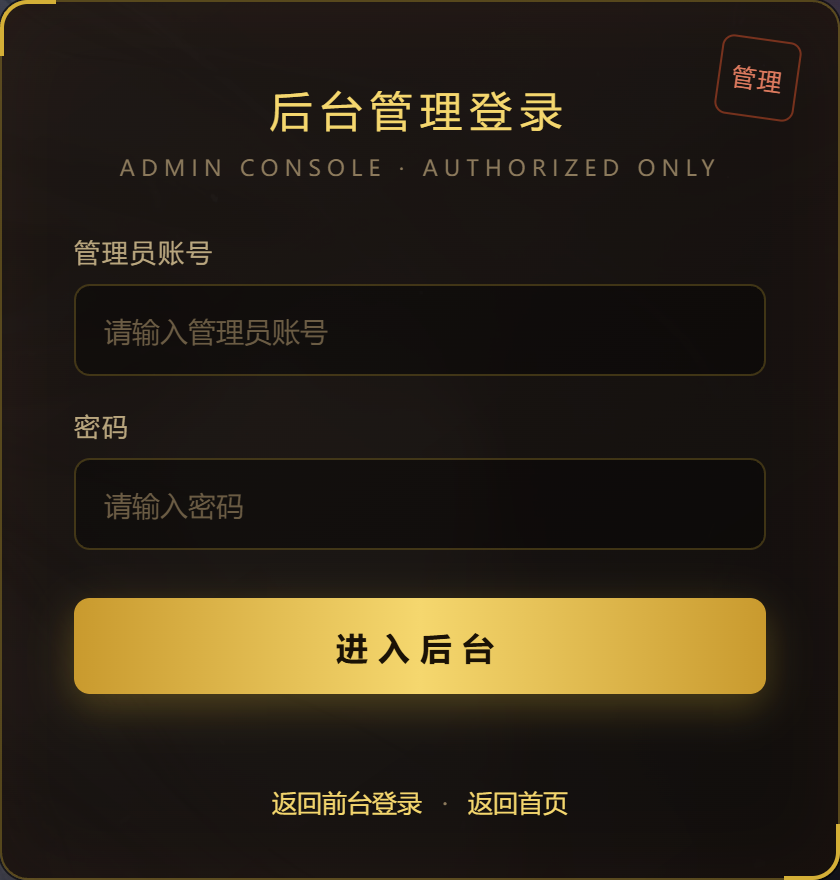 管理
后台管理登录
ADMIN CONSOLE · AUTHORIZED ONLY
管理员账号
请输入管理员账号
密码
请输入密码
进入后台
返回前台登录 · 返回首页